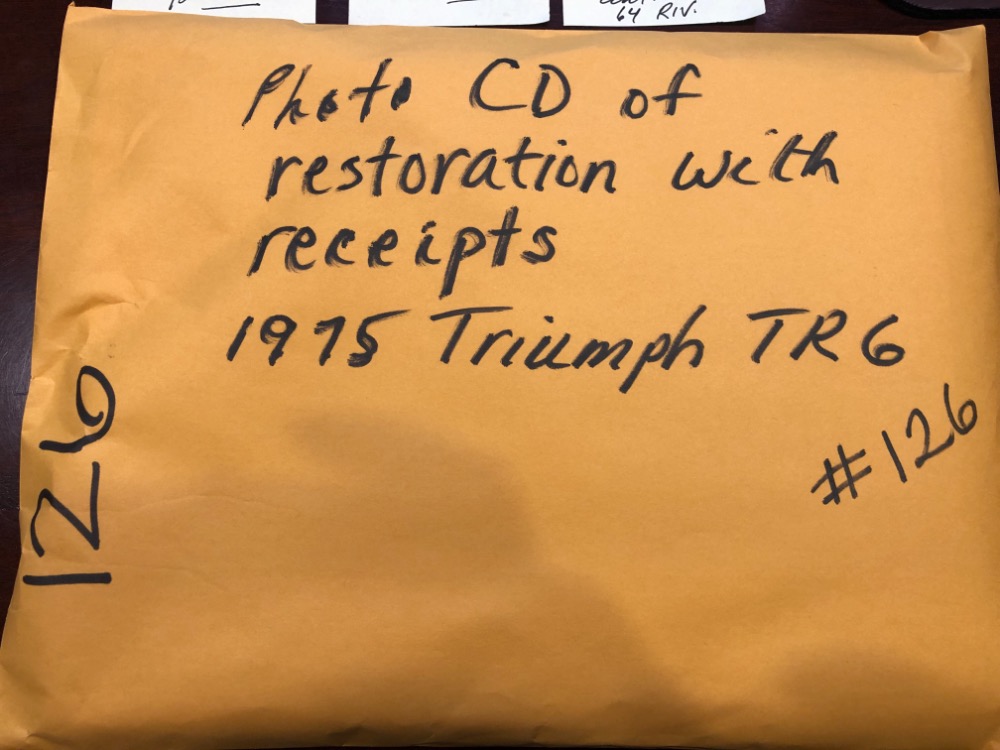 64 RIV.
Photo CD of
restoration with
receipts
1975 Triumph TR6
#126
126